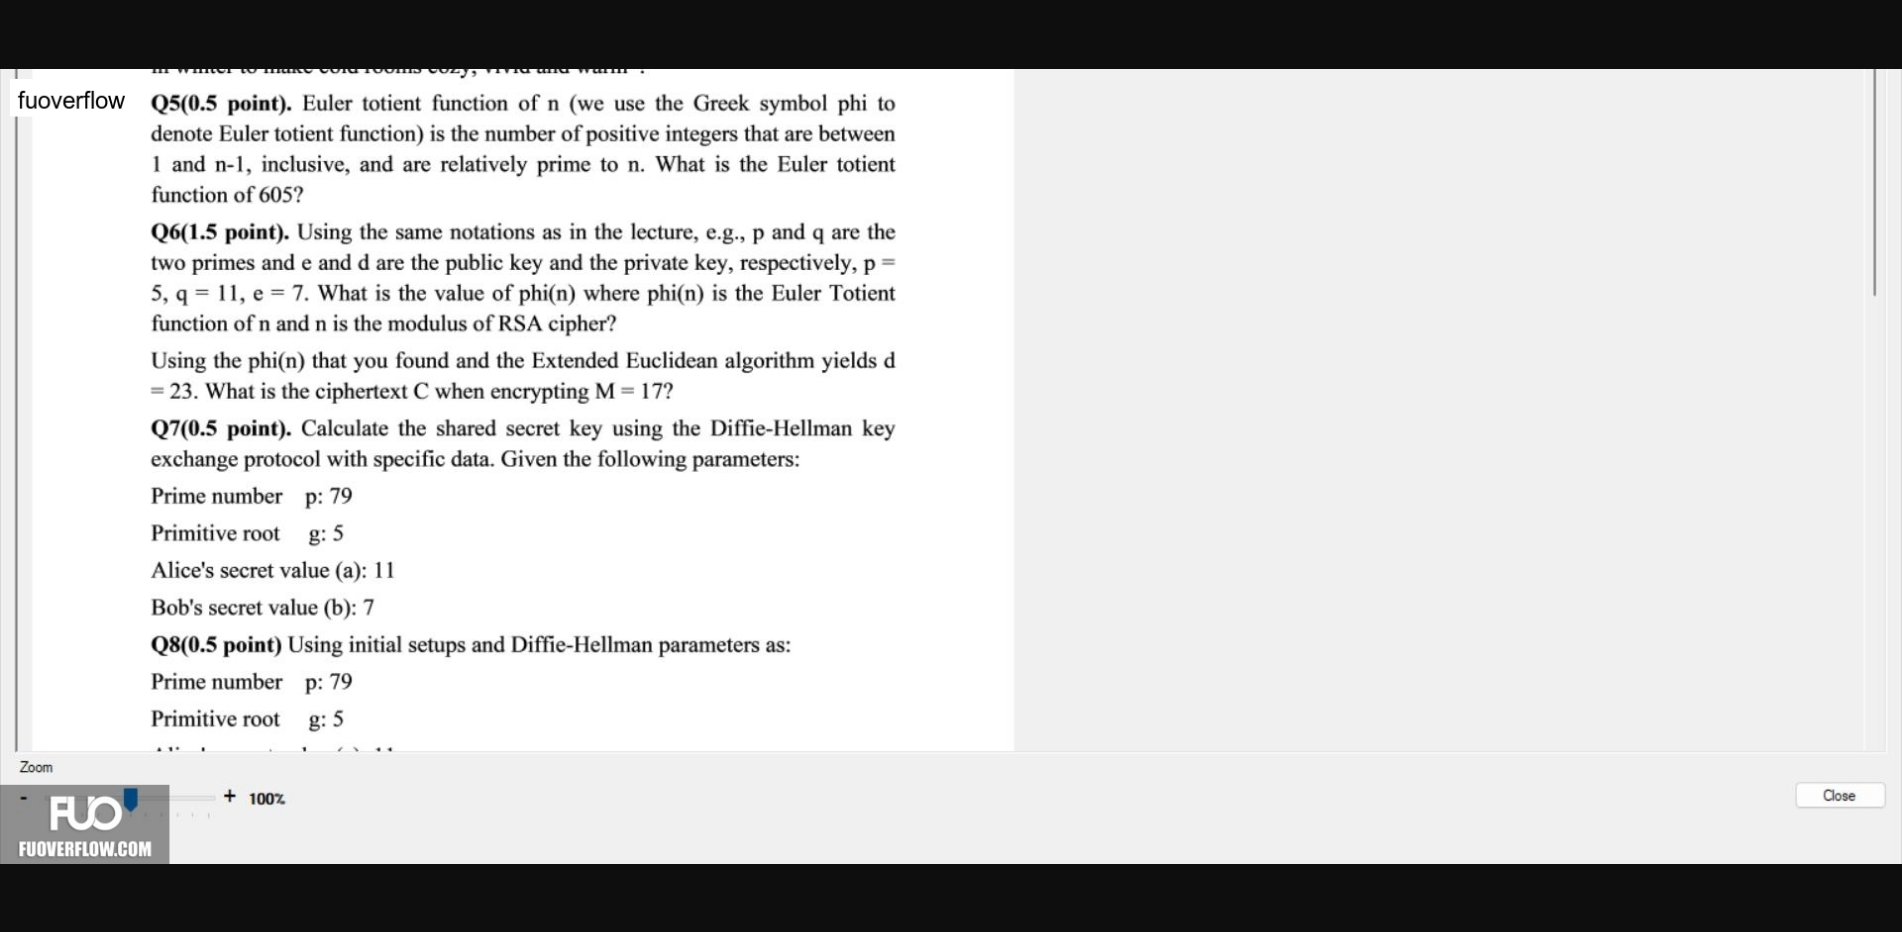 in winter to make cold rooms cozy, vivid and warm".
fuoverflow
Q5(0.5 point). Euler totient function of n (we use the Greek symbol phi to
denote Euler totient function) is the number of positive integers that are between
1 and n-1, inclusive, and are relatively prime to n. What is the Euler totient
function of 605?
Q6(1.5 point). Using the same notations as in the lecture, e.g., p and q are the
two primes and e and d are the public key and the private key, respectively, p =
5, q = 11, e = 7. What is the value of phi(n) where phi(n) is the Euler Totient
function of n and n is the modulus of RSA cipher?
Using the phi(n) that you found and the Extended Euclidean algorithm yields d
= 23. What is the ciphertext C when encrypting M = 17?
Q7(0.5 point). Calculate the shared secret key using the Diffie-Hellman key
exchange protocol with specific data. Given the following parameters:
Prime number p: 79
Primitive root g: 5
Alice's secret value (a): 11
Bob's secret value (b): 7
Q8(0.5 point) Using initial setups and Diffie-Hellman parameters as:
Prime number p: 79
Primitive root g: 5
Zoom
- + 100%
Close
FUO
FUOVERFLOW.COM